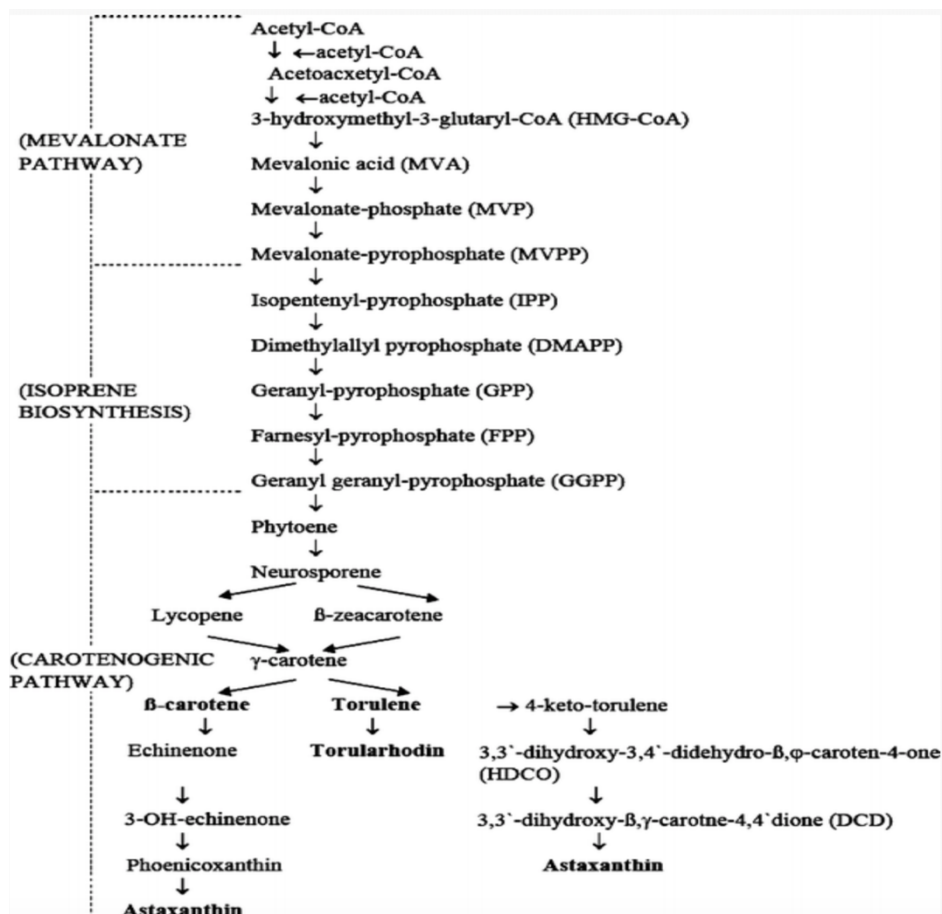 Acetyl-CoA
↓ ←acetyl-CoA
Acetoacxetyl-CoA
↓ ←acetyl-CoA
3-hydroxymethyl-3-glutaryl-CoA (HMG-CoA)
↓
(MEVALONATE
PATHWAY)
Mevalonic acid (MVA)
↓
Mevalonate-phosphate (MVP)
↓
Mevalonate-pyrophosphate (MVPP)
↓
Isopentenyl-pyrophosphate (IPP)
↓
Dimethylallyl pyrophosphate (DMAPP)
↓
(ISOPRENE
BIOSYNTHESIS)
Geranyl-pyrophosphate (GPP)
↓
Farnesyl-pyrophosphate (FPP)
↓
Geranyl geranyl-pyrophosphate (GGPP)
↓
Phytoene
↓
Neurosporene
Lycopene ß-zeacarotene
(CAROTENOGENIC
PATHWAY)
γ-carotene
ß-carotene Torulene → 4-keto-torulene
↓ ↓ ↓
Echinenone Torularhodin 3,3`-dihydroxy-3,4`-didehydro-ß,φ-caroten-4-one
(HDCO)
↓ ↓
3-OH-echinenone 3,3`-dihydroxy-ß,γ-carotne-4,4`dione (DCD)
↓ ↓
Phoenicoxanthin Astaxanthin
↓
Astaxanthin